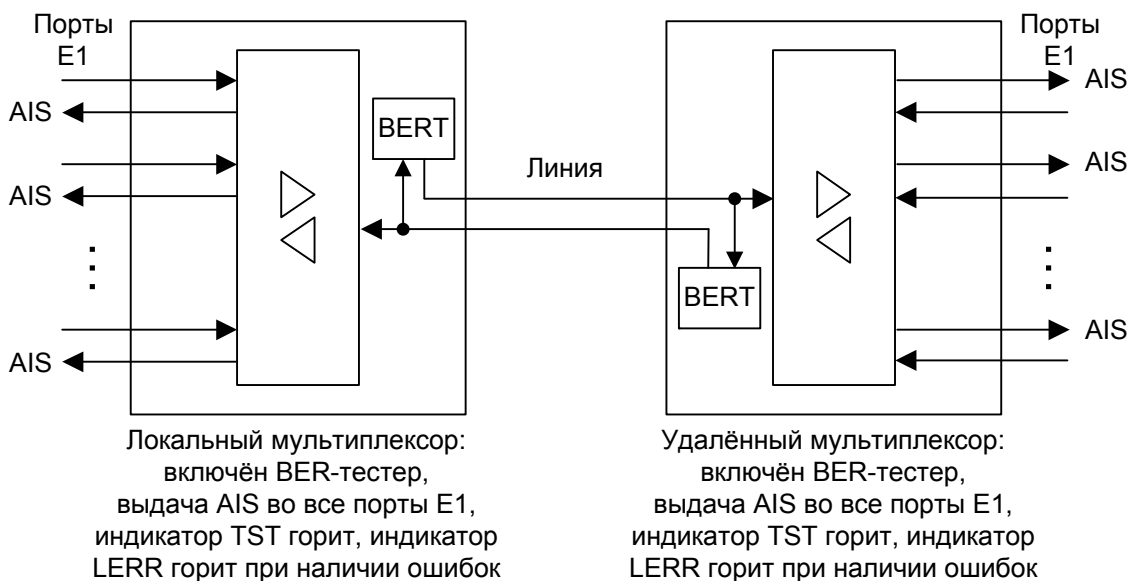 Порты
E1
Порты
E1
AIS
AIS
BERT
Линия
AIS
AIS
BERT
AIS
AIS
Локальный мультиплексор:
включён BER-тестер,
выдача AIS во все порты E1,
индикатор TST горит, индикатор
LERR горит при наличии ошибок
Удалённый мультиплексор:
включён BER-тестер,
выдача AIS во все порты E1,
индикатор TST горит, индикатор
LERR горит при наличии ошибок